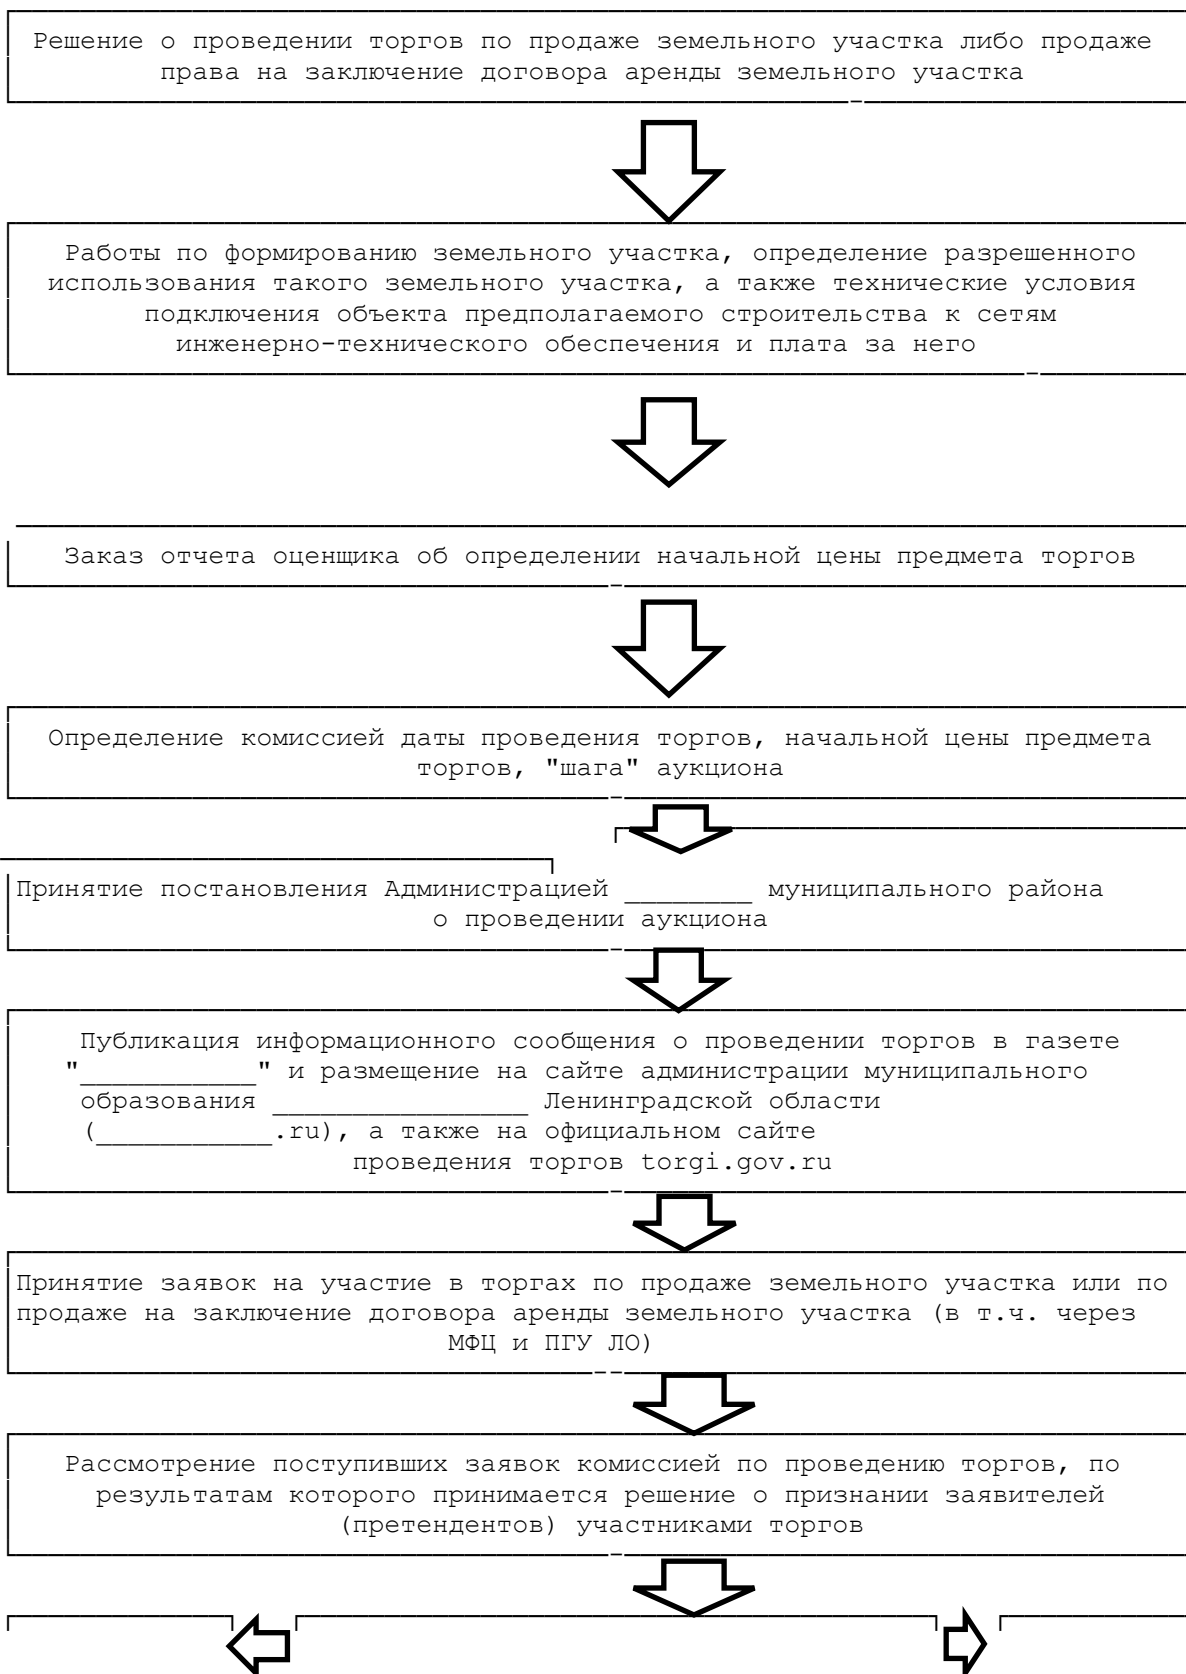 Решение о проведении торгов по продаже земельного участка либо продаже
права на заключение договора аренды земельного участка
Работы по формированию земельного участка, определение разрешенного
использования такого земельного участка, а также технические условия
подключения объекта предполагаемого строительства к сетям
инженерно-технического обеспечения и плата за него
Заказ отчета оценщика об определении начальной цены предмета торгов
Определение комиссией даты проведения торгов, начальной цены предмета
торгов, "шага" аукциона
Принятие постановления Администрацией ________ муниципального района
о проведении аукциона
Публикация информационного сообщения о проведении торгов в газете
"___________" и размещение на сайте администрации муниципального
образования ________________ Ленинградской области
(___________.ru), а также на официальном сайте
проведения торгов torgi.gov.ru
Принятие заявок на участие в торгах по продаже земельного участка или по
продаже на заключение договора аренды земельного участка (в т.ч. через
МФЦ и ПГУ ЛО)
Рассмотрение поступивших заявок комиссией по проведению торгов, по
результатам которого принимается решение о признании заявителей
(претендентов) участниками торгов